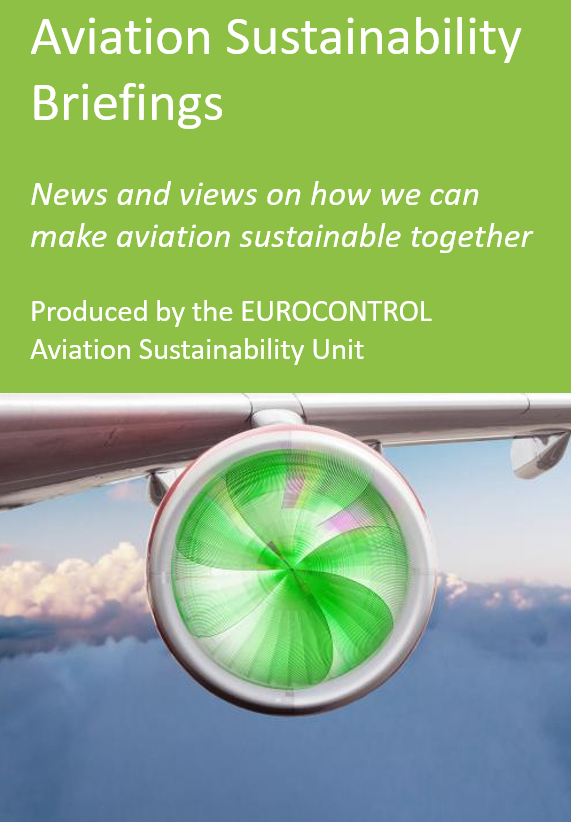 Aviation Sustainability
Briefings
News and views on how we can
make aviation sustainable together
Produced by the EUROCONTROL
Aviation Sustainability Unit